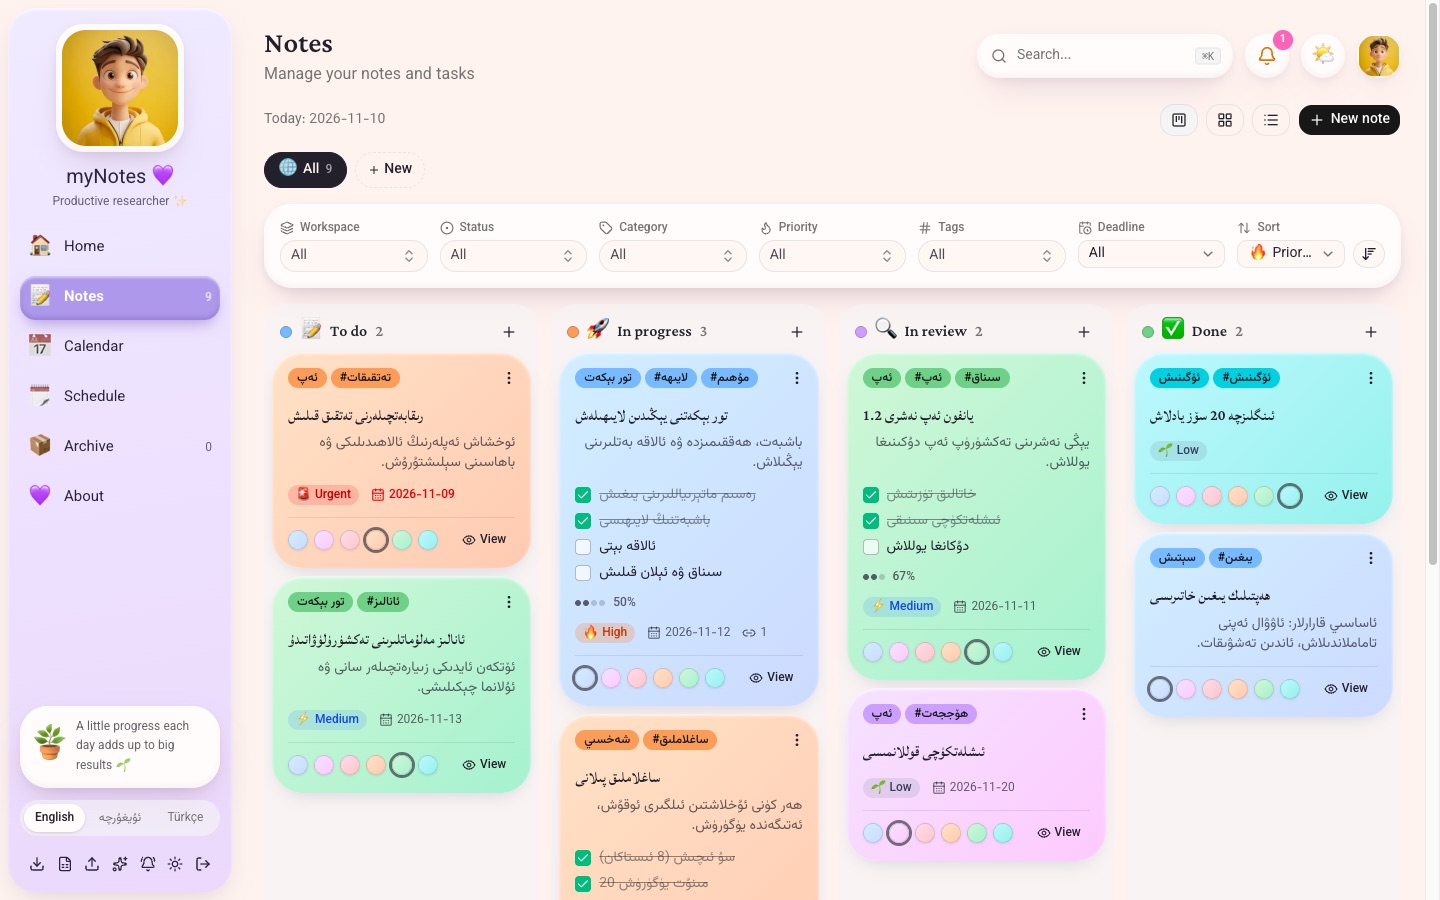 myNotes 💜
Productive researcher ✨
Home
Notes 9
Calendar
Schedule
Archive 0
About
A little progress each
day adds up to big
results 🌱
English ئۇيغۇرچە Türkçe
Notes
Manage your notes and tasks
Search... ⌘K
1
Today: 2026-11-10
+ New note
All 9
+ New
Workspace Status Category Priority Tags Deadline Sort
All All All All All All 🔥 Prior...
To do 2
ئەپ #تەتقىقات
رىقابەتچىلەرنى تەتقىق قىلىش
ئوخشاش ئەپلەرنىڭ ئالاھىدىلىكى ۋە
باھاسىنى سېلىشتۇرۇش.
Urgent 2026-11-09
View
تور بېكەت #ئانالىز
ئانالىز مەلۇماتلىرىنى تەكشۈرۈلۈۋاتىدۇ
ئۆتكەن ئايدىكى زىيارەتچىلەر سانى ۋە
ئۇلانما چېكىلىشى.
⚡ Medium 2026-11-13
View
In progress 3
تور بېكەت #لايىھە #مۇھىم
تور بېكەتنى يېڭىدىن لايىھىلەش
باشبەت، ھەققىمىزدە ۋە ئالاقە بەتلىرىنى
يېڭىلاش.
رەسىم ماتېرىياللىرىنى يىغىش
باشبەتنىڭ لايىھىسى
ئالاقە بېتى
سىناق ۋە ئېلان قىلىش
50%
🔥 High 2026-11-12 1
View
شەخسىي #ساغلاملىق
ساغلاملىق پىلانى
ھەر كۈنى ئۇخلاشتىن ئىلگىرى ئوقۇش،
ئەتىگەندە يۈگۈرۈش.
سۇ ئىچىش (8 ئىستاكان)
20 مىنۇت يۈگۈرۈش
In review 2
ئەپ #ئەپ #سىناق
يانفون ئەپ نەشرى 1.2
يېڭى نەشرىنى تەكشۈرۈپ ئەپ دۇكىنىغا
يوللاش.
خاتالىق تۈزىتىش
ئىشلەتكۈچى سىنىقى
دۇكانغا يوللاش
67%
⚡ Medium 2026-11-11
View
ئەپ #ھۆججەت
ئىشلەتكۈچى قوللانمىسى
🌱 Low 2026-11-20
View
Done 2
ئۆگىنىش #ئۆگىنىش
ئىنگلىزچە 20 سۆز يادلاش
🌱 Low
View
سېتىش #يىغىن
ھەپتىلىك يىغىن خاتىرىسى
ئاساسىي قارارلار: ئاۋۋال ئەپنى
تاماملاندىلاش، ئاندىن تەشۋىقات.
View